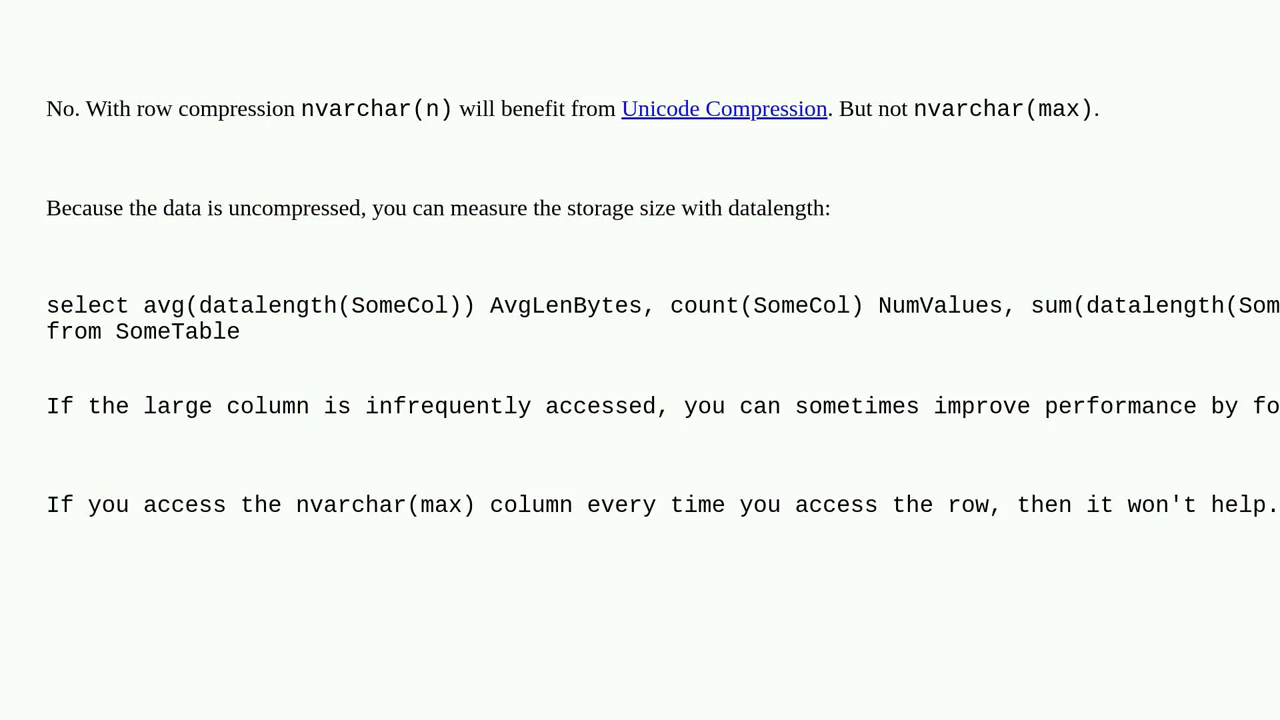 No. With row compression nvarchar(n) will benefit from Unicode Compression. But not nvarchar(max).
Because the data is uncompressed, you can measure the storage size with datalength:
select avg(datalength(SomeCol)) AvgLenBytes, count(SomeCol) NumValues, sum(datalength(Som
from SomeTable
If the large column is infrequently accessed, you can sometimes improve performance by fo
If you access the nvarchar(max) column every time you access the row, then it won't help.